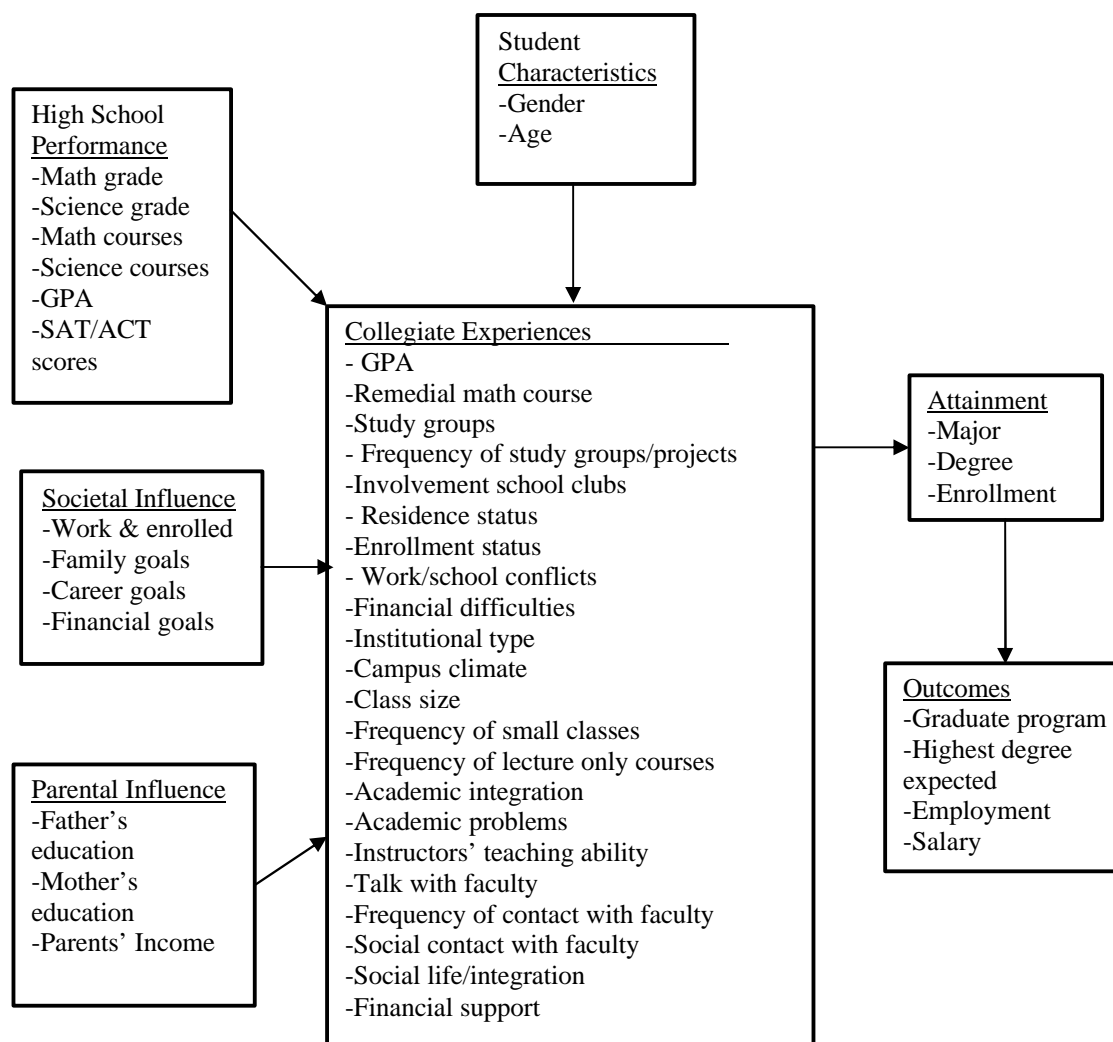 Student
Characteristics
-Gender
-Age
High School
Performance
-Math grade
-Science grade
-Math courses
-Science courses
-GPA
-SAT/ACT
scores
Societal Influence
-Work & enrolled
-Family goals
-Career goals
-Financial goals
Parental Influence
-Father's
education
-Mother's
education
-Parents' Income
Collegiate Experiences
- GPA
-Remedial math course
-Study groups
- Frequency of study groups/projects
-Involvement school clubs
- Residence status
-Enrollment status
- Work/school conflicts
-Financial difficulties
-Institutional type
-Campus climate
-Class size
-Frequency of small classes
-Frequency of lecture only courses
-Academic integration
-Academic problems
-Instructors' teaching ability
-Talk with faculty
-Frequency of contact with faculty
-Social contact with faculty
-Social life/integration
-Financial support
Attainment
-Major
-Degree
-Enrollment
Outcomes
-Graduate program
-Highest degree
expected
-Employment
-Salary